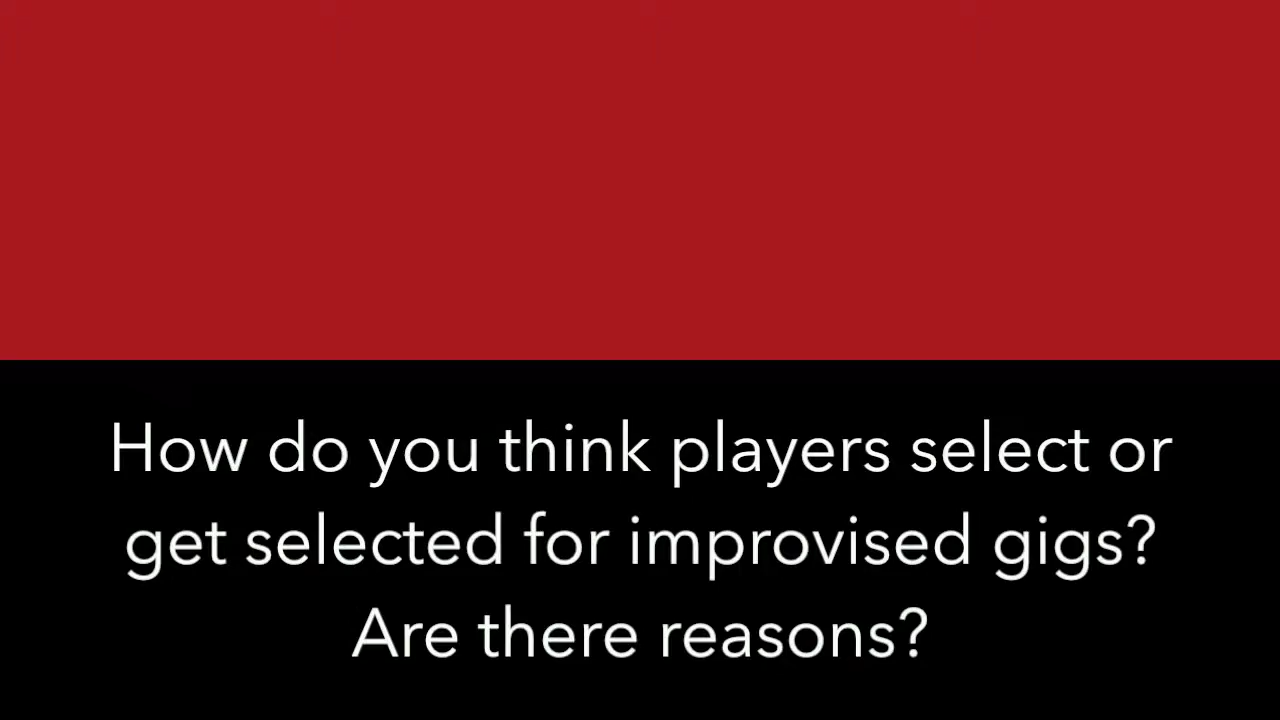 How do you think players select or
get selected for improvised gigs?
Are there reasons?